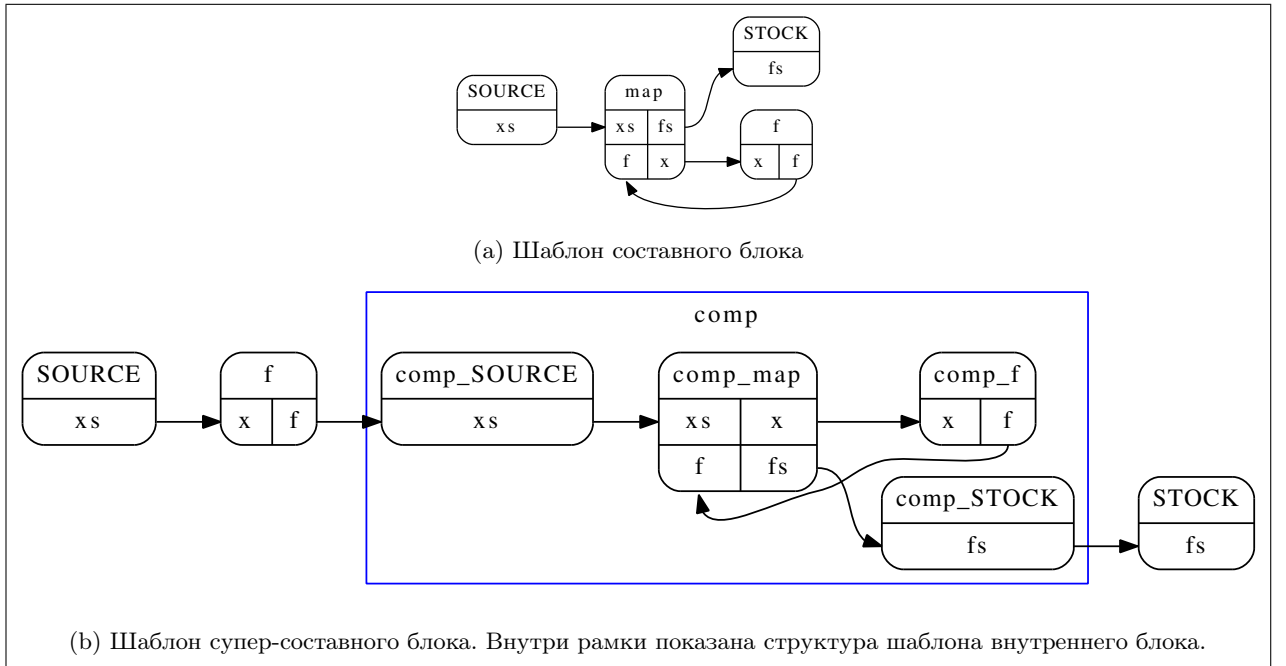 STOCK
fs
SOURCE
xs
map
xs fs
f x
f
x f
(a) Шаблон составного блока
comp
SOURCE
xs
f
x f
comp_SOURCE
xs
comp_map
xs x
f fs
comp_f
x f
comp_STOCK
fs
STOCK
fs
(b) Шаблон супер-составного блока. Внутри рамки показана структура шаблона внутреннего блока.